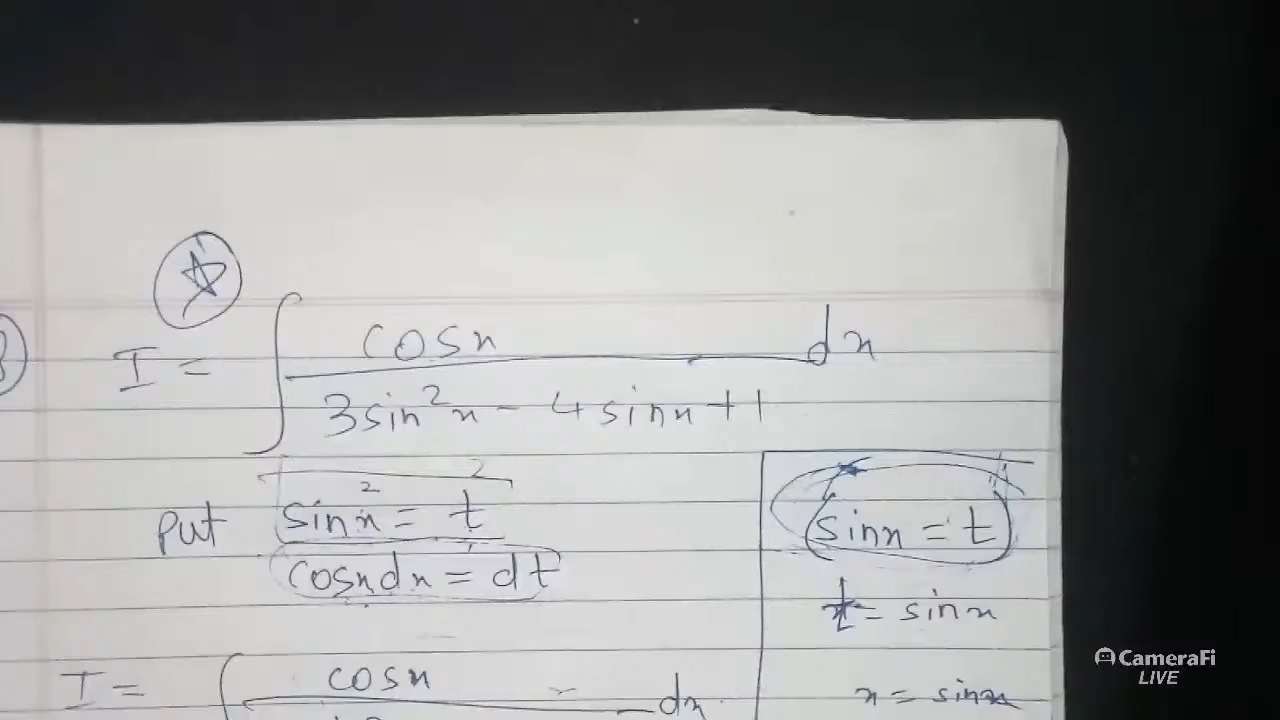 I = ∫ cosx / 3sin²x - 4sinx + 1 dx
put sin²x = t²
cosxdx = dt
sinx = t
t = sinx
I = ∫ cosx dx
x = sinx
CameraFi
LIVE